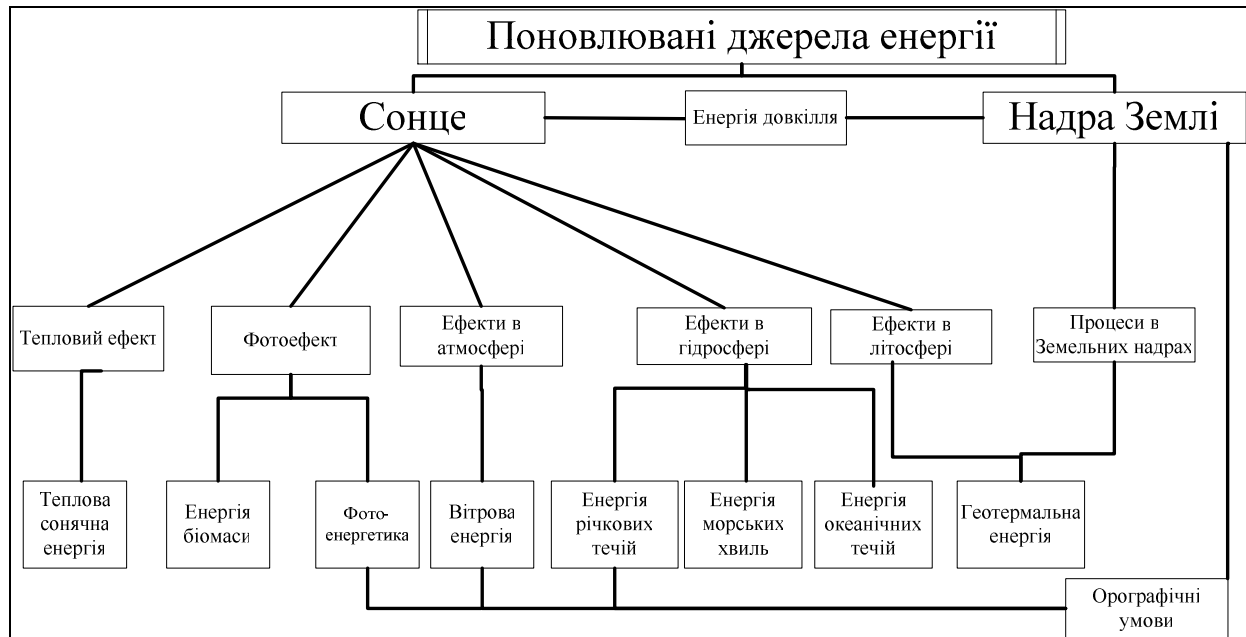 Поновлювані джерела енергії
Сонце
Енергія довкілля
Надра Землі
Тепловий ефект
Фотоефект
Ефекти в
атмосфері
Ефекти в
гідросфері
Ефекти в
літосфері
Процеси в
Земельних надрах
Теплова
сонячна
енергія
Енергія
біомаси
Фото-
енергетика
Вітрова
енергія
Енергія
річкових
течій
Енергія
морських
хвиль
Енергія
океанічних
течій
Геотермальна
енергія
Орографічні
умови